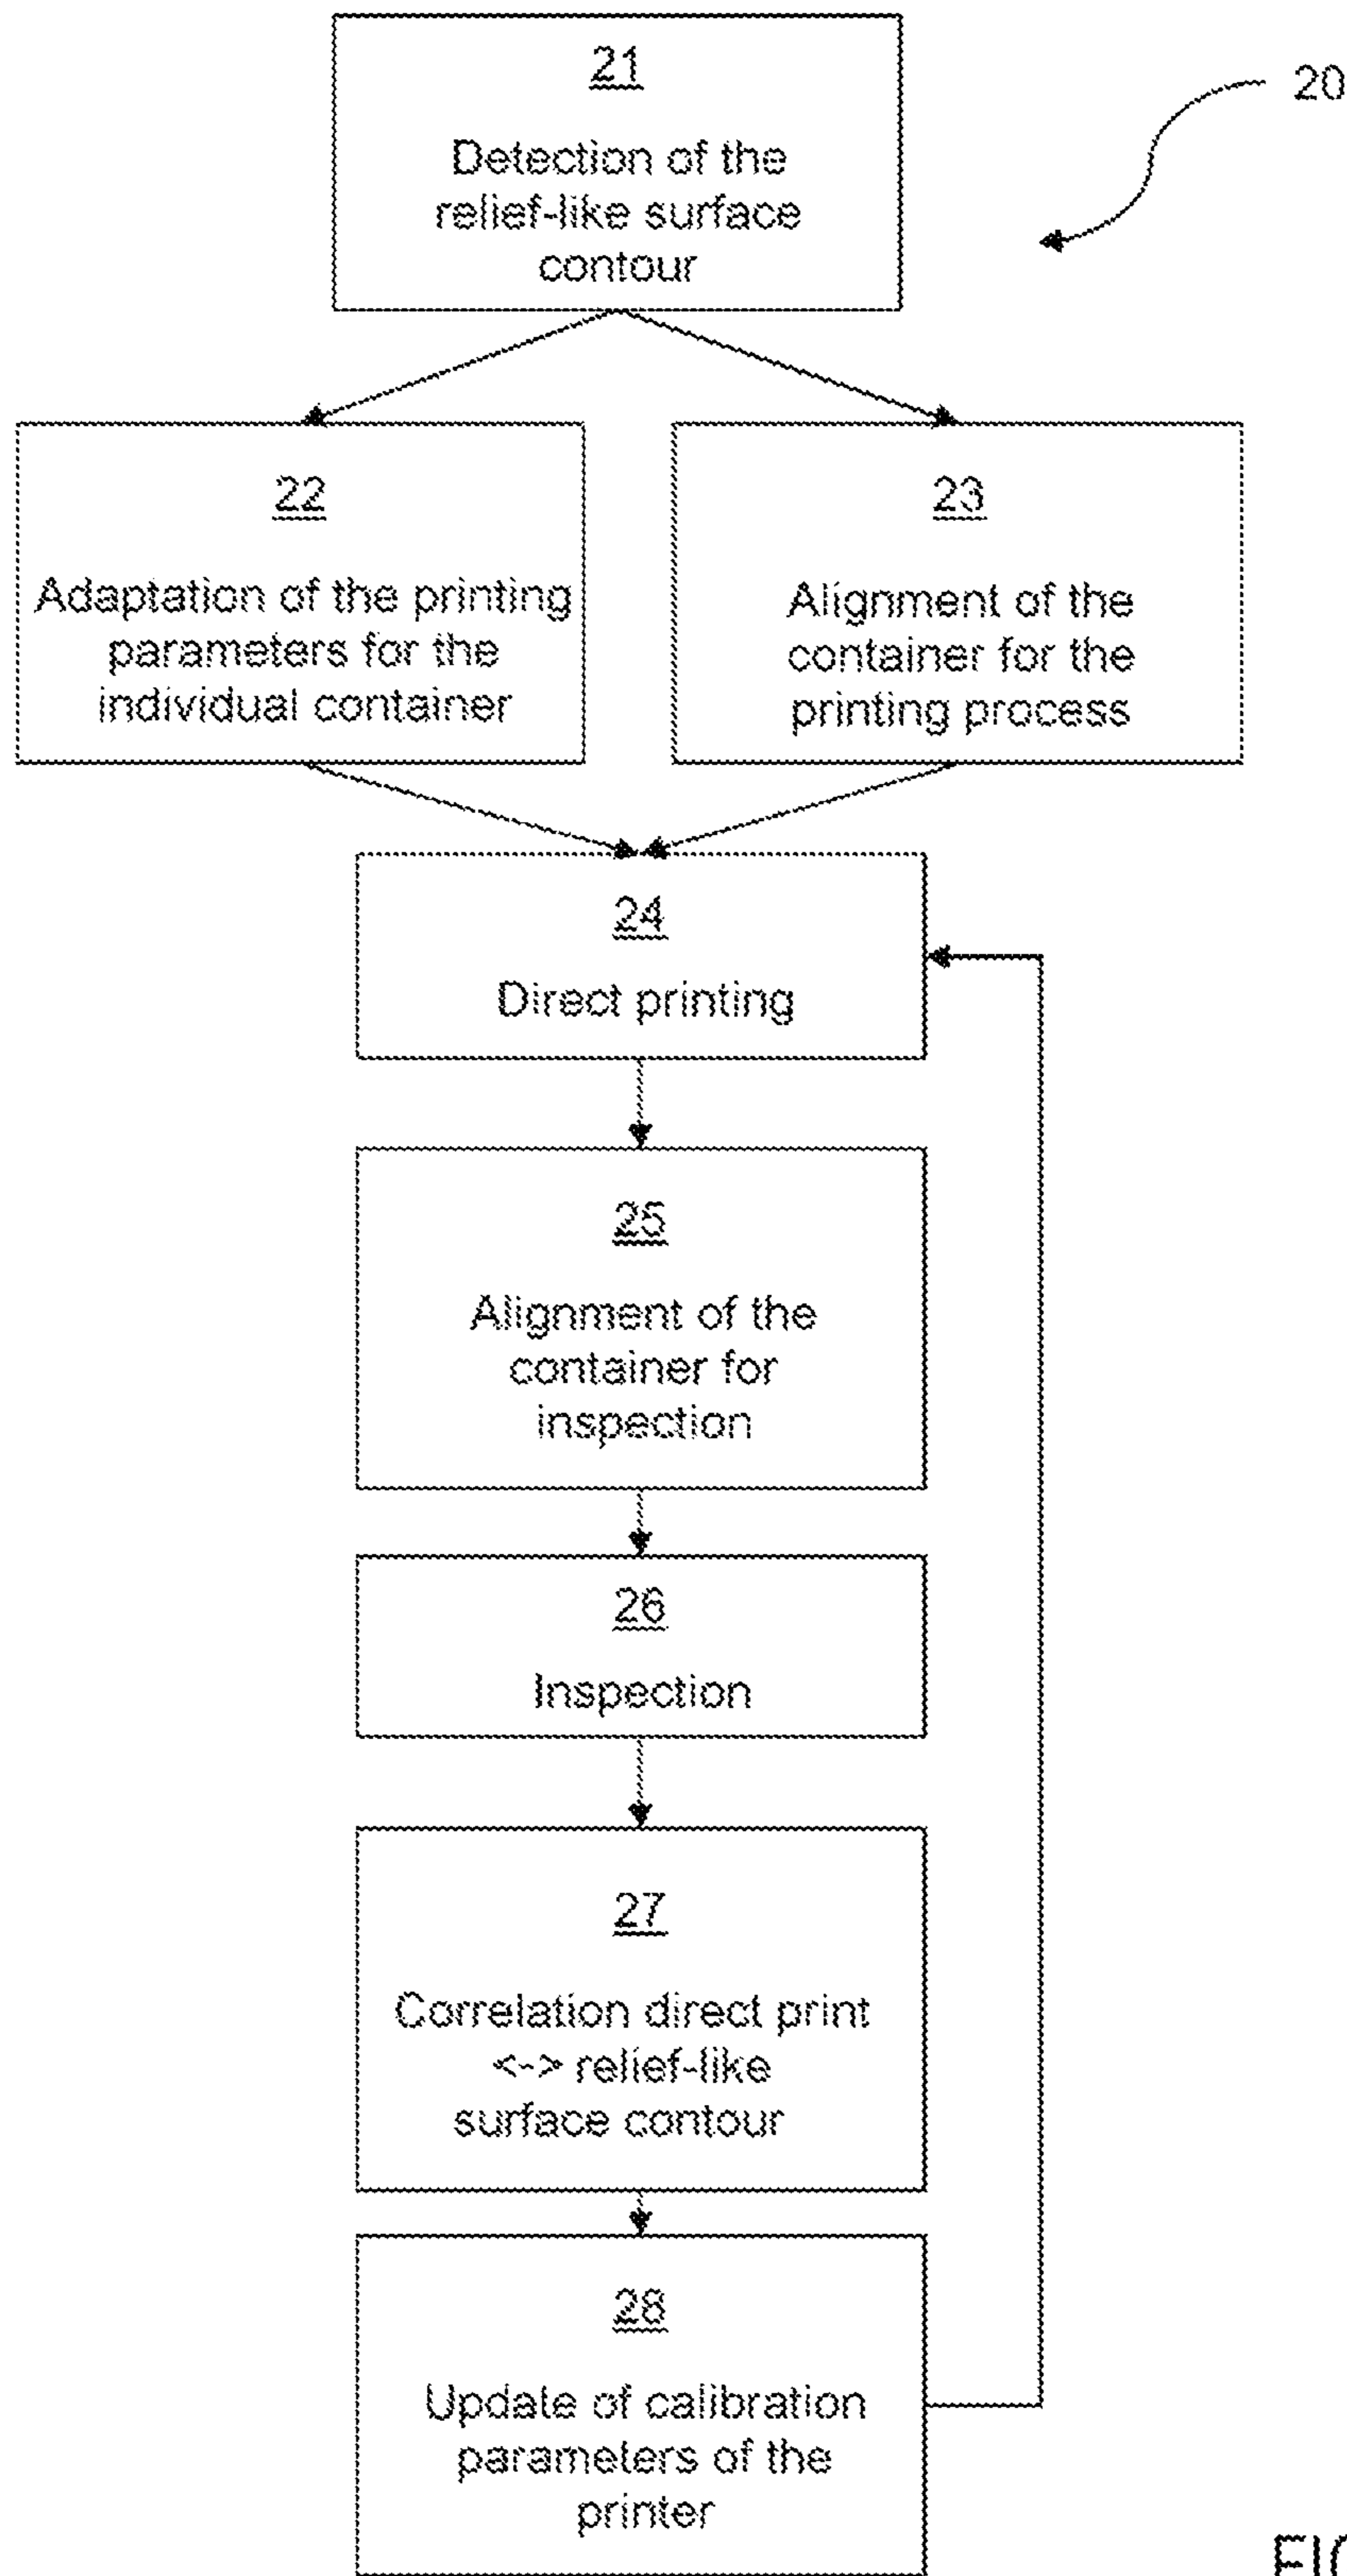 21
Detection of the
relief-like surface
contour
20
22
Adaptation of the printing
parameters for the
individual container
23
Alignment of the
container for the
printing process
24
Direct printing
25
Alignment of the
container for
inspection
26
Inspection
27
Correlation direct print
<-> relief-like
surface contour
28
Update of calibration
parameters of the
printer